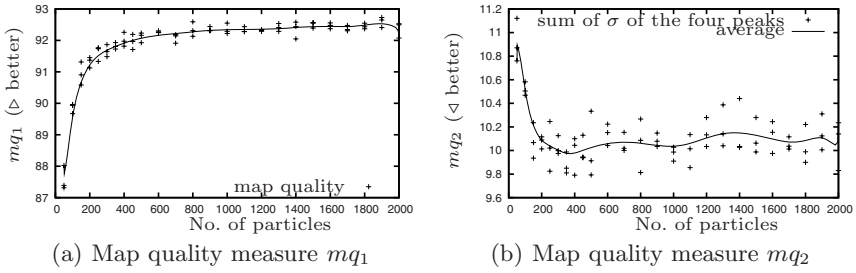 93
92
91
90
89
88
87
mq1 (▷ better)
map quality
0 200 400 600 800 1000 1200 1400 1600 1800 2000
No. of particles
(a) Map quality measure mq1
11.2
11
10.8
10.6
10.4
10.2
10
9.8
9.6
mq2 (◁ better)
sum of σ of the four peaks
average
0 200 400 600 800 1000 1200 1400 1600 1800 2000
No. of particles
(b) Map quality measure mq2